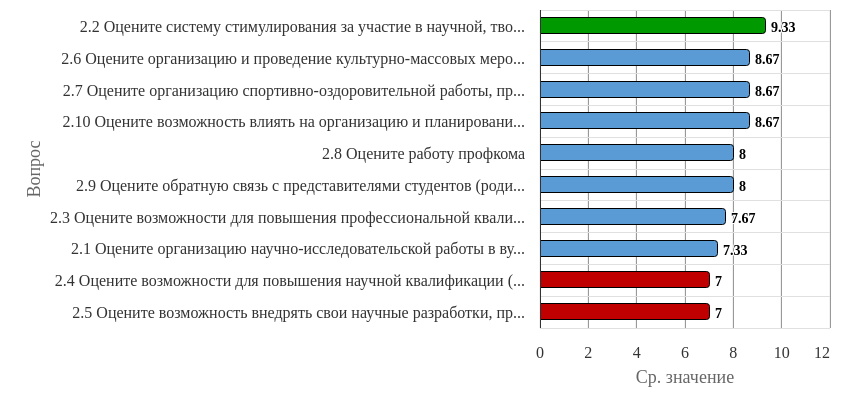 2.2 Оцените систему стимулирования за участие в научной, тво... 9.33
2.6 Оцените организацию и проведение культурно-массовых меро... 8.67
2.7 Оцените организацию спортивно-оздоровительной работы, пр... 8.67
2.10 Оцените возможность влиять на организацию и планировани... 8.67
2.8 Оцените работу профкома 8
2.9 Оцените обратную связь с представителями студентов (роди... 8
2.3 Оцените возможности для повышения профессиональной квали... 7.67
2.1 Оцените организацию научно-исследовательской работы в ву... 7.33
2.4 Оцените возможности для повышения научной квалификации (... 7
2.5 Оцените возможность внедрять свои научные разработки, пр... 7
Вопрос
0 2 4 6 8 10 12
Ср. значение